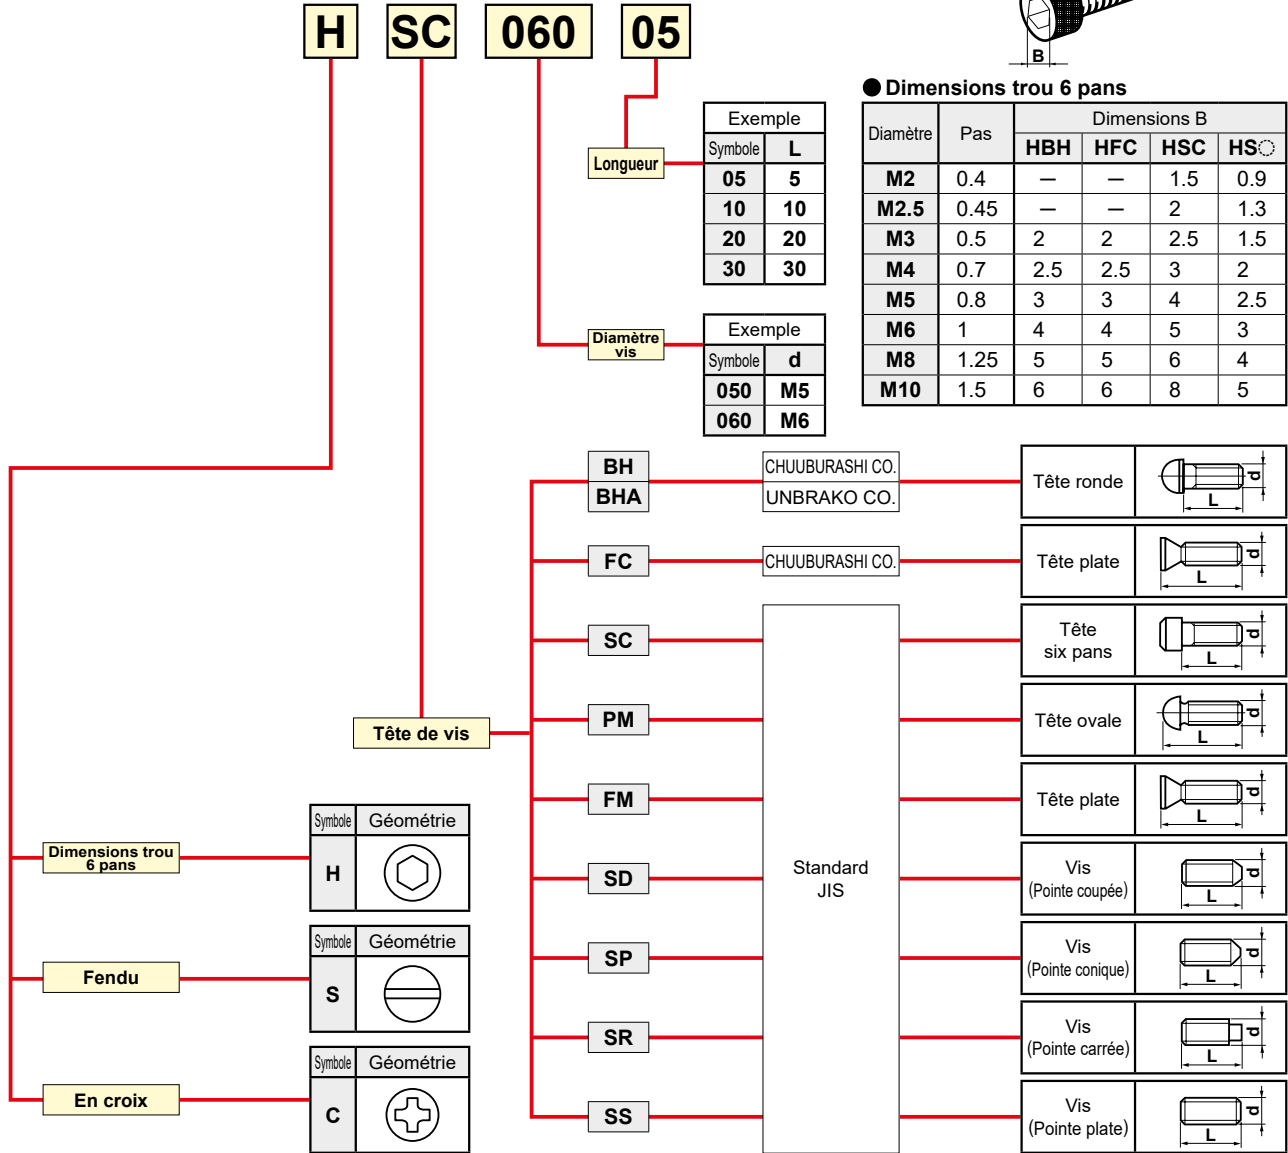 H SC 060 05
B
● Dimensions trou 6 pans
Diamètre Pas Dimensions B
HBH HFC HSC HS◌
M2 0.4 — — 1.5 0.9
M2.5 0.45 — — 2 1.3
M3 0.5 2 2 2.5 1.5
M4 0.7 2.5 2.5 3 2
M5 0.8 3 3 4 2.5
M6 1 4 4 5 3
M8 1.25 5 5 6 4
M10 1.5 6 6 8 5
Longueur
Exemple
Symbole L
05 5
10 10
20 20
30 30
Diamètre
vis
Exemple
Symbole d
050 M5
060 M6
Tête de vis
BH CHUUBURASHI CO.
BHA UNBRAKO CO.
Tête ronde L d
FC CHUUBURASHI CO. Tête plate L d
SC Tête
six pans L d
PM Tête ovale L d
FM Tête plate L d
Standard
JIS
SD Vis
(Pointe coupée) L d
SP Vis
(Pointe conique) L d
SR Vis
(Pointe carrée) L d
SS Vis
(Pointe plate) L d
Dimensions trou
6 pans
Symbole Géométrie
H
Fendu
Symbole Géométrie
S
En croix
Symbole Géométrie
C